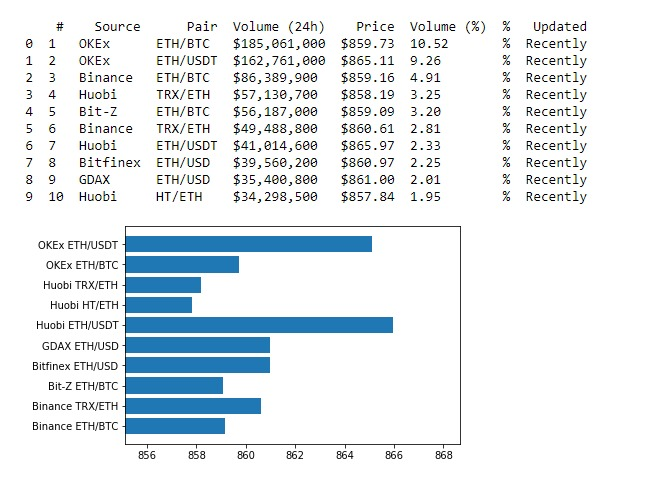 # Source Pair Volume (24h) Price Volume (%) % Updated
0 1 OKEx ETH/BTC $185,061,000 $859.73 10.52 % Recently
1 2 OKEx ETH/USDT $162,761,000 $865.11 9.26 % Recently
2 3 Binance ETH/BTC $86,389,900 $859.16 4.91 % Recently
3 4 Huobi TRX/ETH $57,130,700 $858.19 3.25 % Recently
4 5 Bit-Z ETH/BTC $56,187,000 $859.09 3.20 % Recently
5 6 Binance TRX/ETH $49,488,800 $860.61 2.81 % Recently
6 7 Huobi ETH/USDT $41,014,600 $865.97 2.33 % Recently
7 8 Bitfinex ETH/USD $39,560,200 $860.97 2.25 % Recently
8 9 GDAX ETH/USD $35,400,800 $861.00 2.01 % Recently
9 10 Huobi HT/ETH $34,298,500 $857.84 1.95 % Recently
OKEx ETH/USDT
OKEx ETH/BTC
Huobi TRX/ETH
Huobi HT/ETH
Huobi ETH/USDT
GDAX ETH/USD
Bitfinex ETH/USD
Bit-Z ETH/BTC
Binance TRX/ETH
Binance ETH/BTC
856 858 860 862 864 866 868